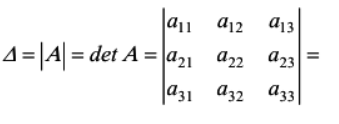 Δ=|A|= det A = |a₁₁ a₁₂ a₁₃|
|a₂₁ a₂₂ a₂₃| =
|a₃₁ a₃₂ a₃₃|